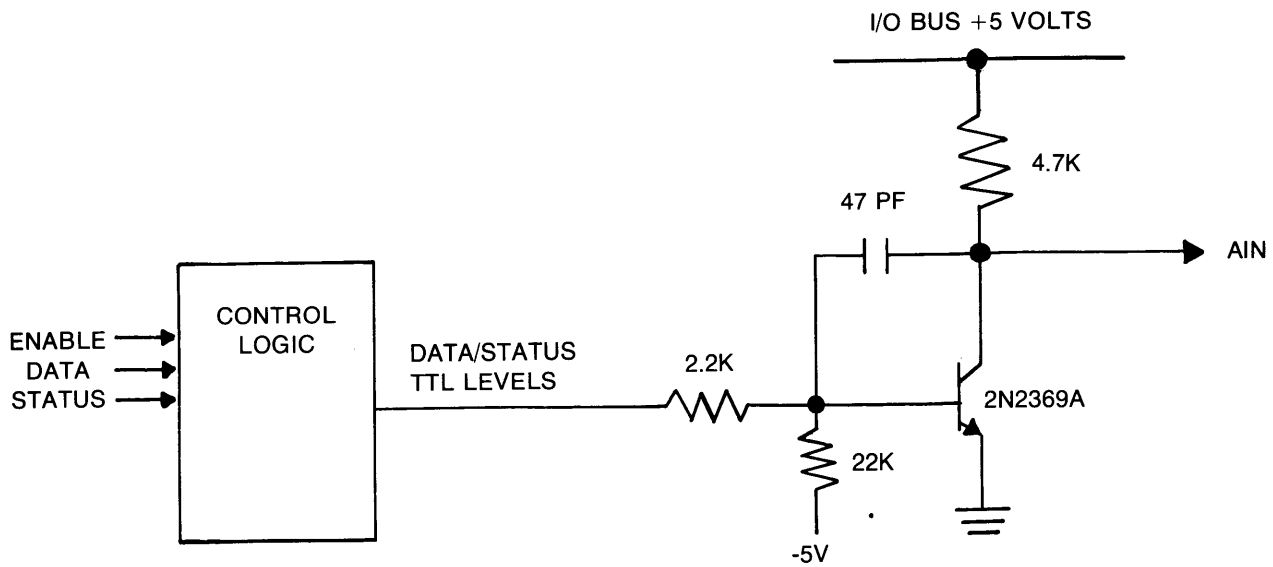 I/O BUS +5 VOLTS
4.7K
47 PF
AIN
CONTROL
LOGIC
ENABLE
DATA
STATUS
DATA/STATUS
TTL LEVELS
2.2K
2N2369A
22K
-5V